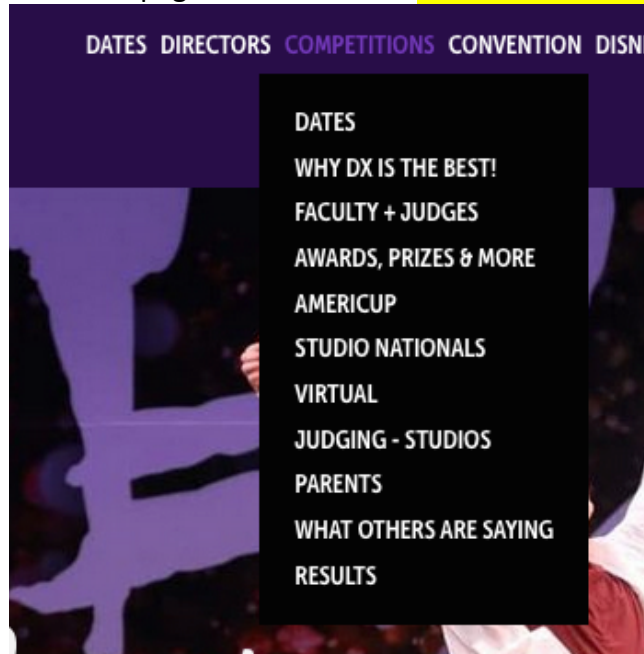 DATES DIRECTORS COMPETITIONS CONVENTION
DATES
WHY DX IS THE BEST!
FACULTY + JUDGES
AWARDS, PRIZES & MORE
AMERICUP
STUDIO NATIONALS
VIRTUAL
JUDGING - STUDIOS
PARENTS
WHAT OTHERS ARE SAYING
RESULTS